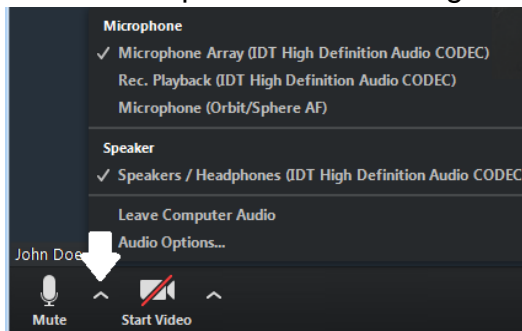 Microphone
✓ Microphone Array (IDT High Definition Audio CODEC)
Rec. Playback (IDT High Definition Audio CODEC)
Microphone (Orbit/Sphere AF)
Speaker
✓ Speakers / Headphones (IDT High Definition Audio CODEC
Leave Computer Audio
Audio Options...
John Doe
Mute
Start Video